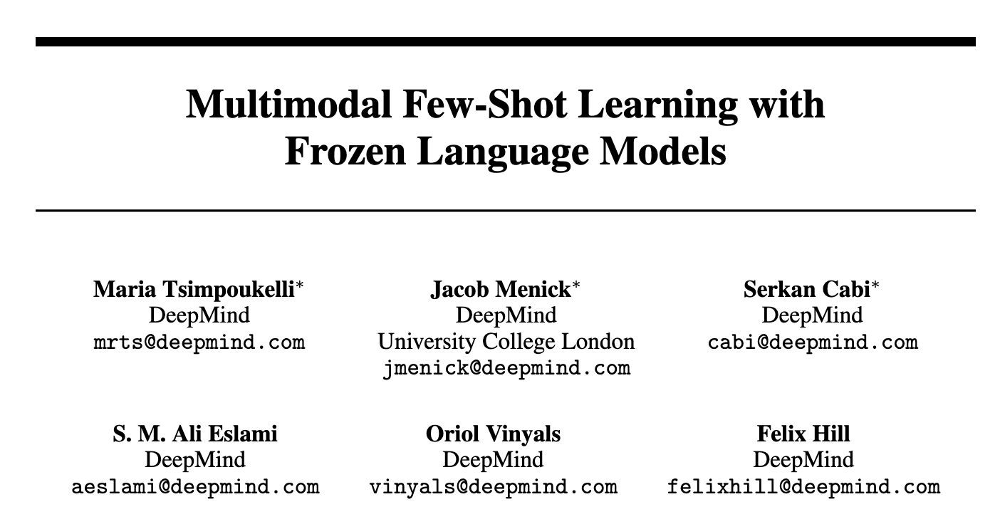 Multimodal Few-Shot Learning with
Frozen Language Models
Maria Tsimpoukelli*
DeepMind
mrts@deepmind.com
Jacob Menick*
DeepMind
University College London
jmenick@deepmind.com
Serkan Cabi*
DeepMind
cabi@deepmind.com
S. M. Ali Eslami
DeepMind
aeslami@deepmind.com
Oriol Vinyals
DeepMind
vinyals@deepmind.com
Felix Hill
DeepMind
felixhill@deepmind.com